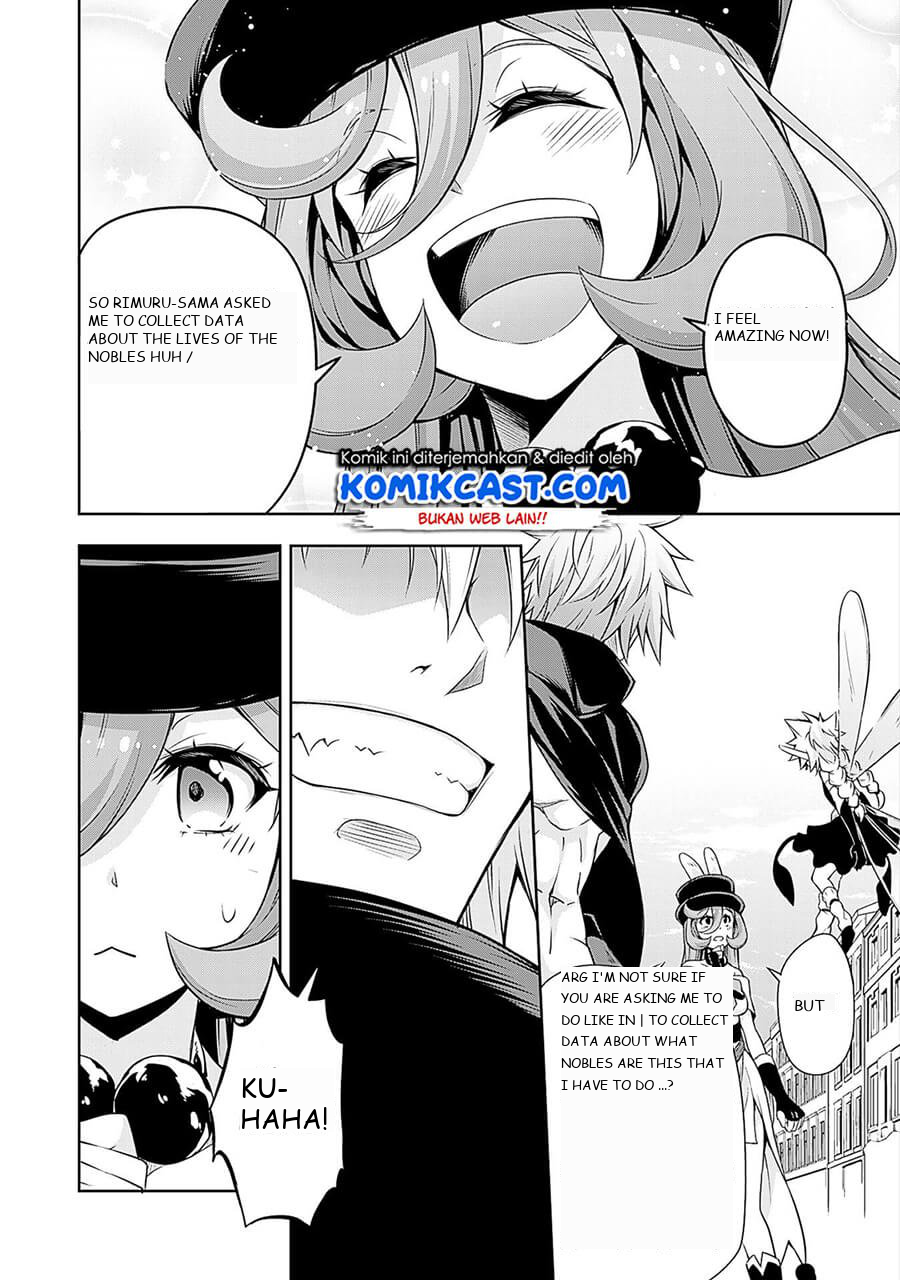 I FEEL
AMAZING NOW!
SO RIMURU-SAMA ASKED
ME TO COLLECT DATA
ABOUT THE LIVES OF THE
NOBLES HUH /
Komik ini diterjemahkan & diedit oleh
KOMIKCAST.COM
BUKAN WEB LAIN!!
BUT
ARG I'M NOT SURE IF
YOU ARE ASKING ME TO
DO LIKE IN | TO COLLECT
DATA ABOUT WHAT
NOBLES ARE THIS THAT
I HAVE TO DO ...?
KU-
HAHA!